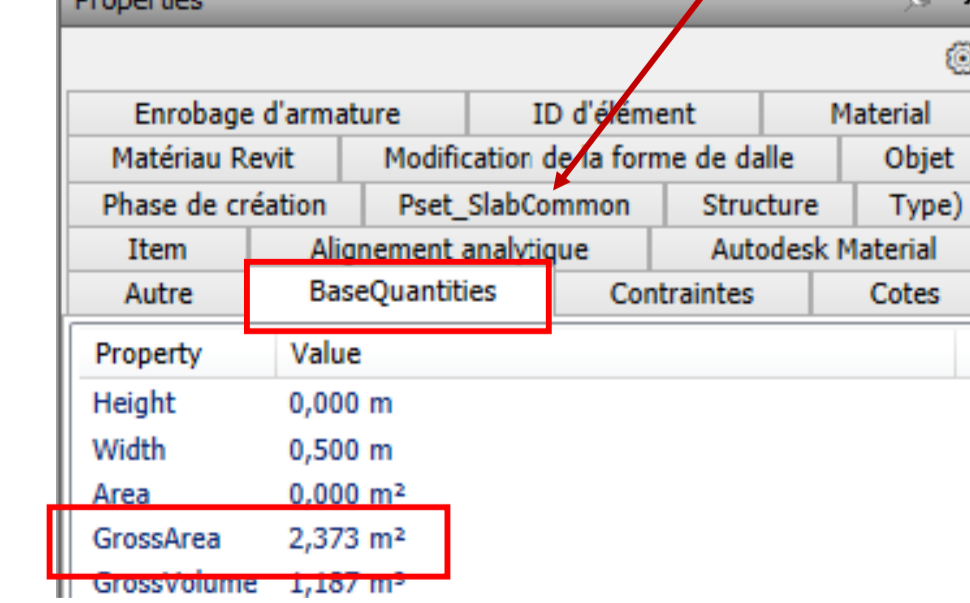 Properties
Enrobage d'armature ID d'élément Material
Matériau Revit Modification de la forme de dalle Objet
Phase de création Pset_SlabCommon Structure Type)
Item Alignement analytique Autodesk Material
Autre BaseQuantities Contraintes Cotes
Property Value
Height 0,000 m
Width 0,500 m
Area 0,000 m²
GrossArea 2,373 m²
GrossVolume 1,187 m³